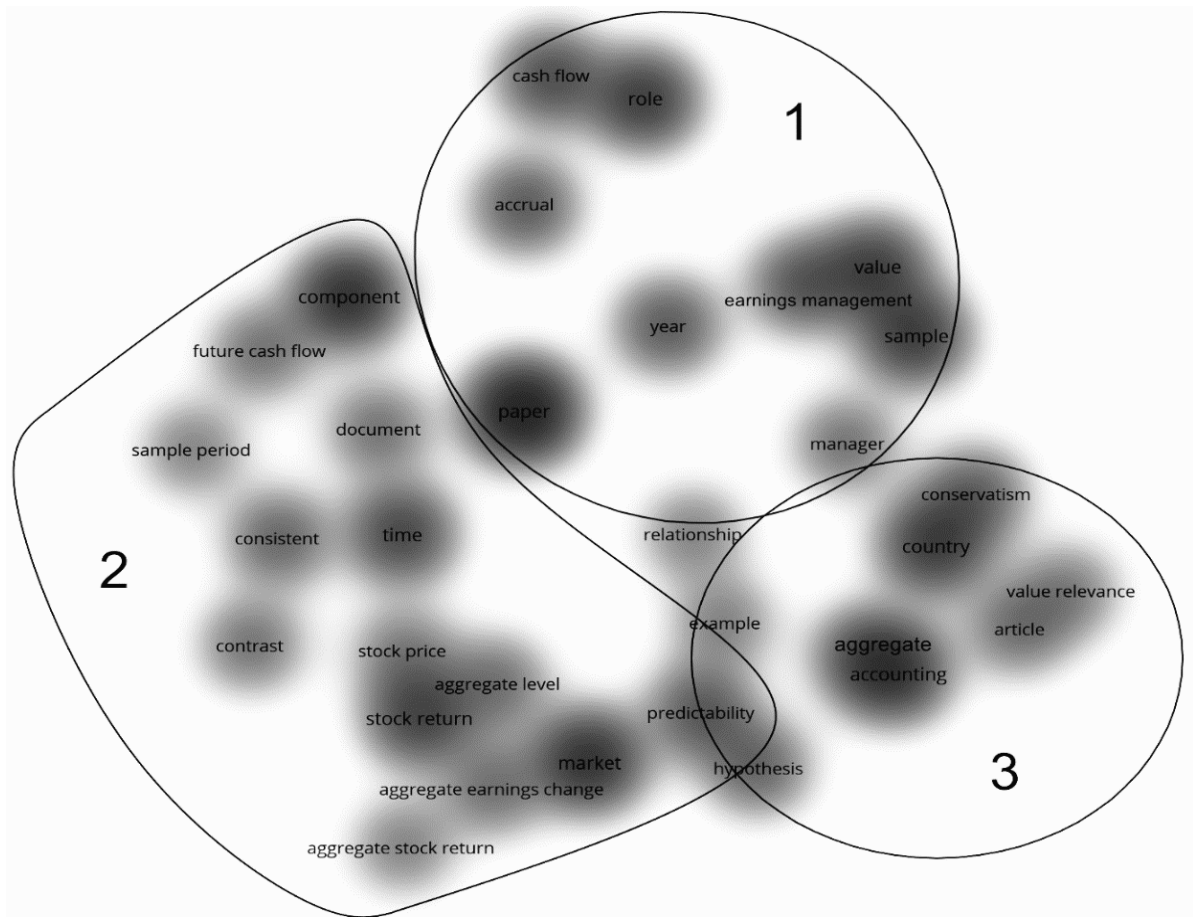 cash flow
role
1
accrual
value
component
earnings management
year
sample
future cash flow
paper
document
manager
sample period
conservatism
relationship
time
consistent
country
2
value relevance
example
article
contrast
aggregate
stock price
accounting
aggregate level
predictability
stock return
market
hypothesis
3
aggregate earnings change
aggregate stock return